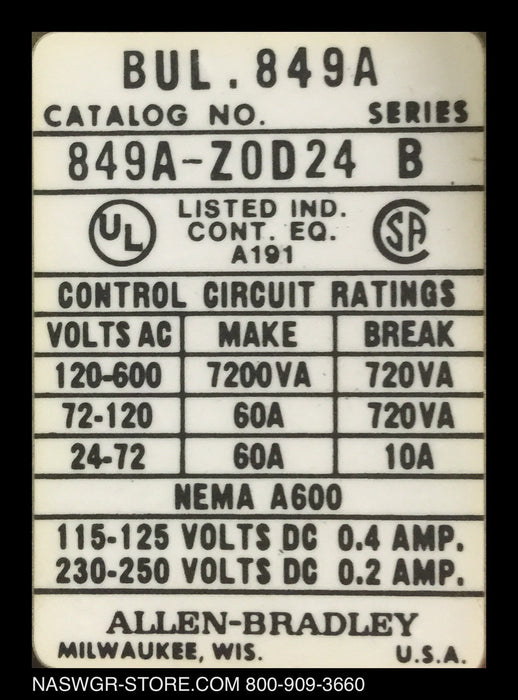 BUL. 849A
CATALOG NO. SERIES
849A-Z0D24 B
UL LISTED IND. CONT. EQ. A191 SA
CONTROL CIRCUIT RATINGS
VOLTS AC MAKE BREAK
120-600 7200VA 720VA
72-120 60A 720VA
24-72 60A 10A
NEMA A600
115-125 VOLTS DC 0.4 AMP.
230-250 VOLTS DC 0.2 AMP.
ALLEN-BRADLEY
MILWAUKEE, WIS. U.S.A.
NASWGR-STORE.COM 800-909-3660